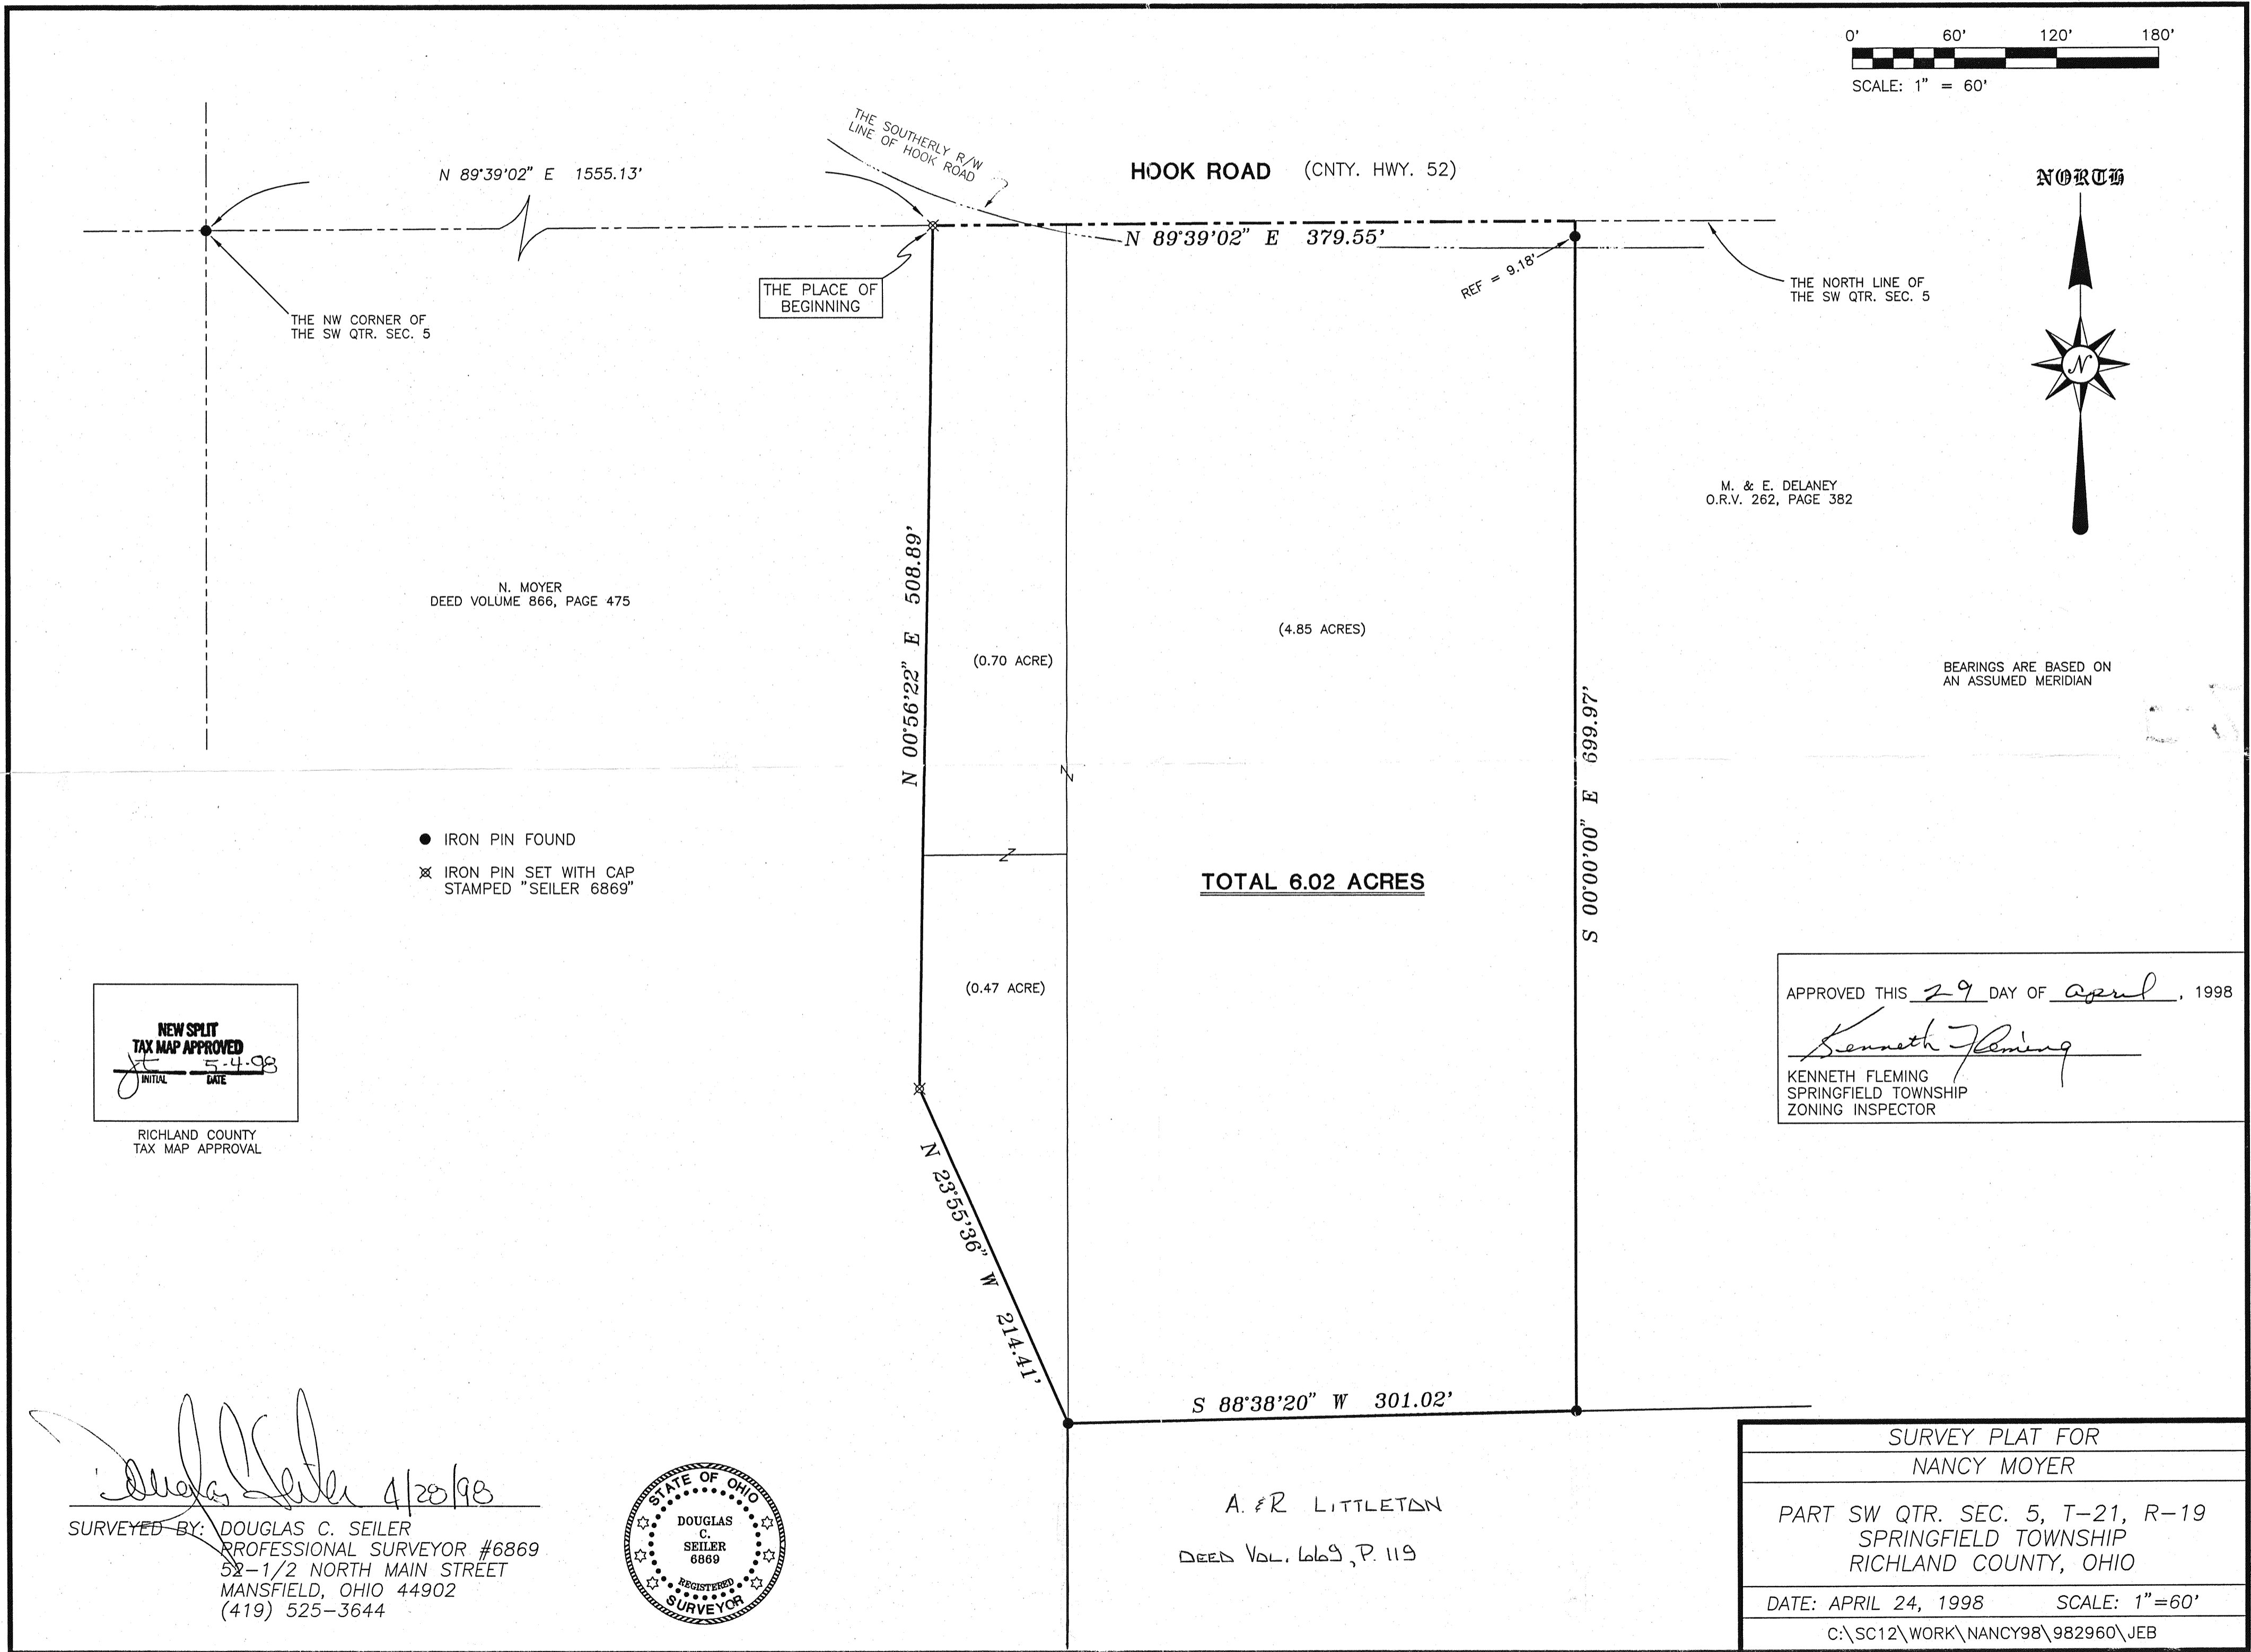 0' 60' 120' 180'
SCALE: 1" = 60'
THE SOUTHERLY R/W
LINE OF HOOK ROAD
N 89°39'02" E 1555.13'
HOOK ROAD (CNTY. HWY. 52)
NORTH
N 89°39'02" E 379.55'
REF = 9.18'
THE PLACE OF
BEGINNING
THE NORTH LINE OF
THE SW QTR. SEC. 5
THE NW CORNER OF
THE SW QTR. SEC. 5
N
M. & E. DELANEY
O.R.V. 262, PAGE 382
N. MOYER
DEED VOLUME 866, PAGE 475
N 00°56'22" E 508.89'
(0.70 ACRE)
(4.85 ACRES)
S 00°00'00" E 699.97'
BEARINGS ARE BASED ON
AN ASSUMED MERIDIAN
Z
Z
IRON PIN FOUND
IRON PIN SET WITH CAP
STAMPED "SEILER 6869"
TOTAL 6.02 ACRES
(0.47 ACRE)
NEW SPLIT
TAX MAP APPROVED
jt 5-4-98
INITIAL DATE
RICHLAND COUNTY
TAX MAP APPROVAL
APPROVED THIS 29 DAY OF april, 1998
Kenneth Fleming
KENNETH FLEMING
SPRINGFIELD TOWNSHIP
ZONING INSPECTOR
N 23°55'36" W 214.41'
S 88°38'20" W 301.02'
Douglas C Seiler 4/28/98
SURVEYED BY: DOUGLAS C. SEILER
PROFESSIONAL SURVEYOR #6869
52-1/2 NORTH MAIN STREET
MANSFIELD, OHIO 44902
(419) 525-3644
STATE OF OHIO
DOUGLAS
C.
SEILER
6869
REGISTERED
SURVEYOR
A. & R LITTLETON
DEED VOL. 669, P. 119
SURVEY PLAT FOR
NANCY MOYER
PART SW QTR. SEC. 5, T-21, R-19
SPRINGFIELD TOWNSHIP
RICHLAND COUNTY, OHIO
DATE: APRIL 24, 1998 SCALE: 1"=60'
C:\SC12\WORK\NANCY98\982960\JEB